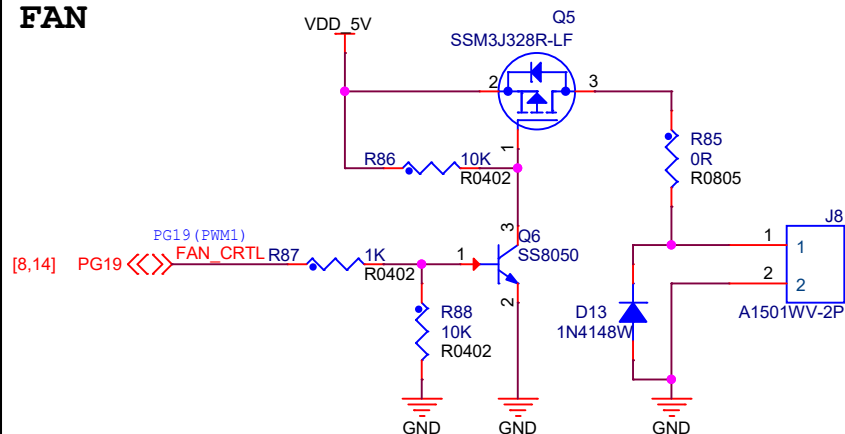 FAN
VDD_5V
Q5
SSM3J328R-LF
2
3
1
R86
10K
R0402
R85
0R
R0805
J8
1
1
2
2
A1501WV-2P
PG19(PWM1)
[8,14]
PG19
FAN_CRTL
R87
1K
R0402
1
3
Q6
SS8050
2
R88
10K
R0402
D13
1N4148W
GND
GND
GND